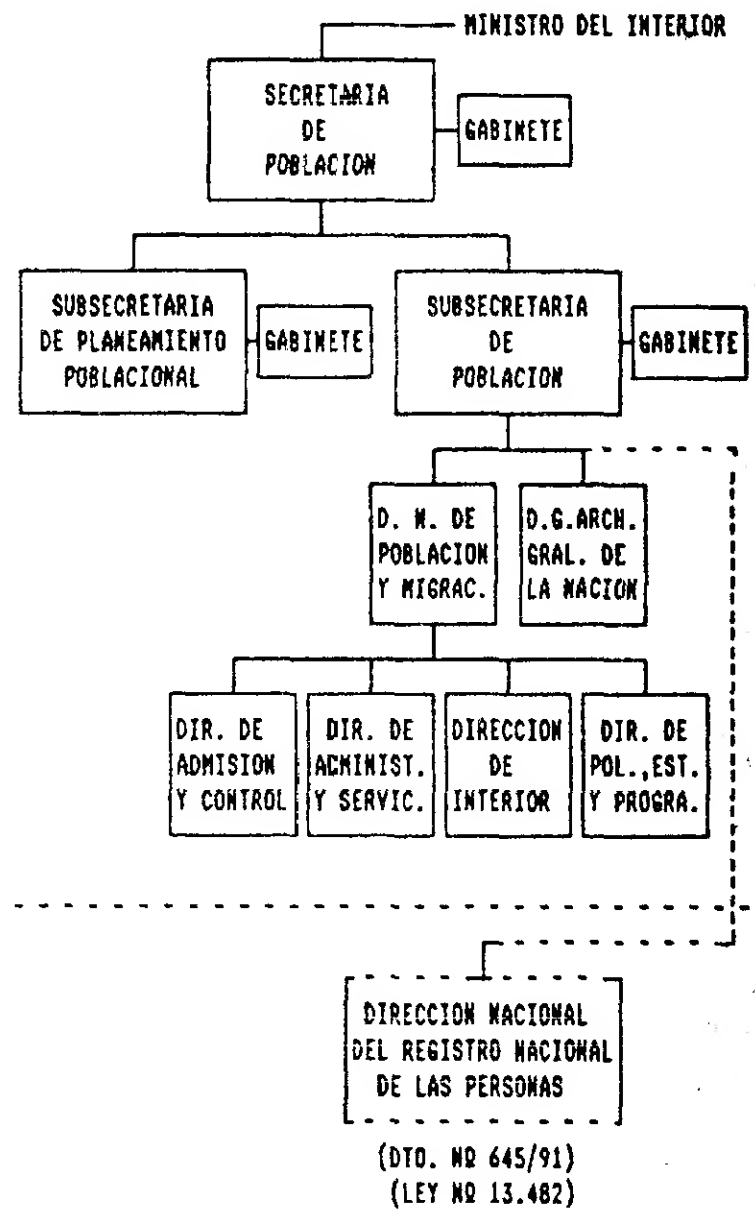 MINISTRO DEL INTERIOR
SECRETARIA
DE
POBLACION
GABINETE
SUBSECRETARIA
DE PLANEAMIENTO
POBLACIONAL
GABINETE
SUBSECRETARIA
DE
POBLACION
GABINETE
D. N. DE
POBLACION
Y MIGRAC.
D.G.ARCH.
GRAL. DE
LA NACION
DIR. DE
ADMISION
Y CONTROL
DIR. DE
ADMINIST.
Y SERVIC.
DIRECCION
DE
INTERIOR
DIR. DE
POL.,EST.
Y PROGRA.
DIRECCION NACIONAL
DEL REGISTRO NACIONAL
DE LAS PERSONAS
(DTO. Nº 645/91)
(LEY Nº 13.482)